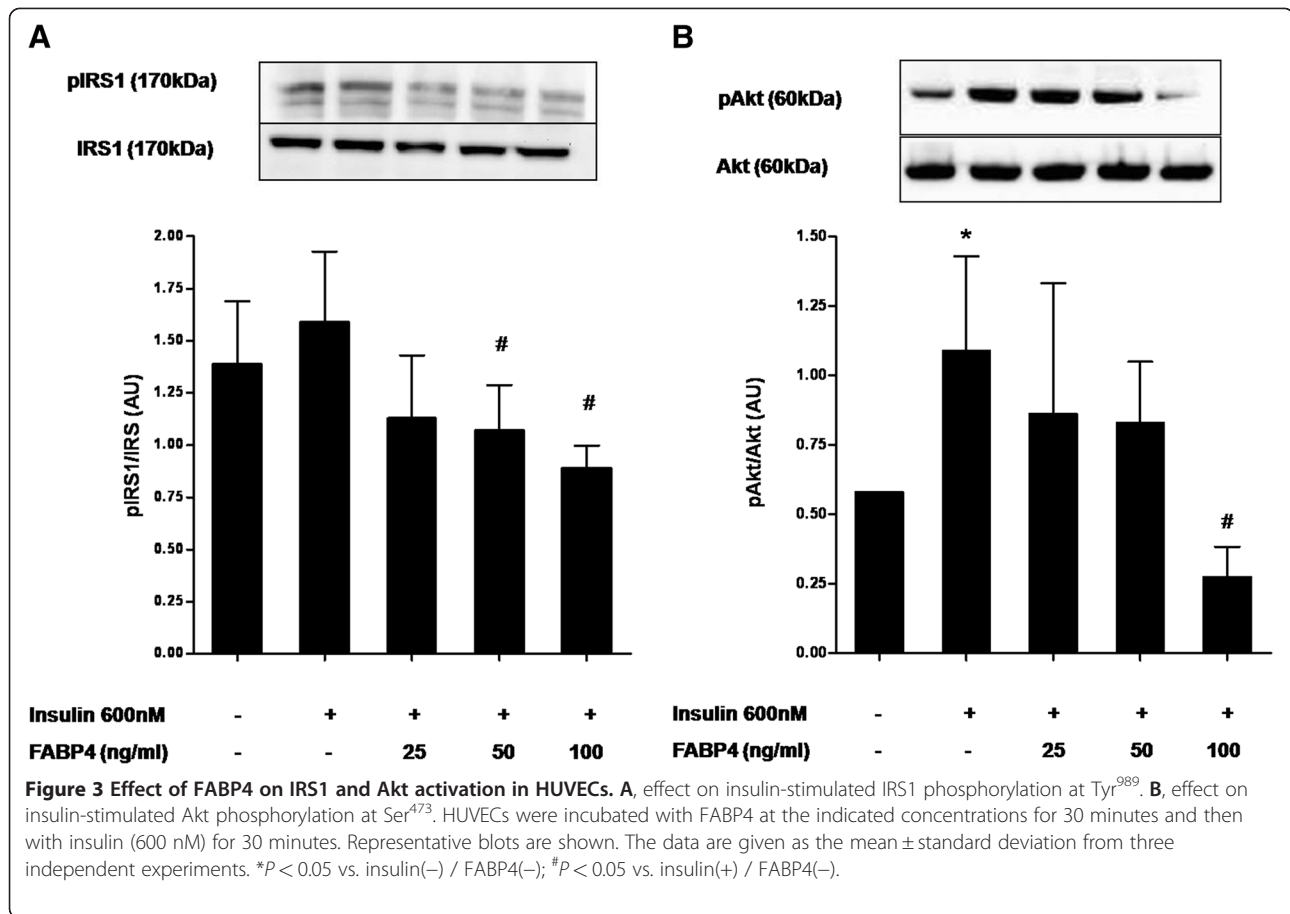 A
pIRS1 (170kDa)
IRS1 (170kDa)
2.00
1.75
1.50
1.25
1.00
0.75
0.50
0.25
0.00
pIRS1/IRS (AU)
#
#
Insulin 600nM - + + + +
FABP4 (ng/ml) - - 25 50 100
B
pAkt (60kDa)
Akt (60kDa)
1.50
1.25
1.00
0.75
0.50
0.25
0.00
pAkt/Akt (AU)
*
#
Insulin 600nM - + + + +
FABP4 (ng/ml) - - 25 50 100
Figure 3 Effect of FABP4 on IRS1 and Akt activation in HUVECs. A, effect on insulin-stimulated IRS1 phosphorylation at Tyr⁹⁸⁹. B, effect on
insulin-stimulated Akt phosphorylation at Ser⁴⁷³. HUVECs were incubated with FABP4 at the indicated concentrations for 30 minutes and then
with insulin (600 nM) for 30 minutes. Representative blots are shown. The data are given as the mean ± standard deviation from three
independent experiments. *P < 0.05 vs. insulin(−) / FABP4(−); #P < 0.05 vs. insulin(+) / FABP4(−).